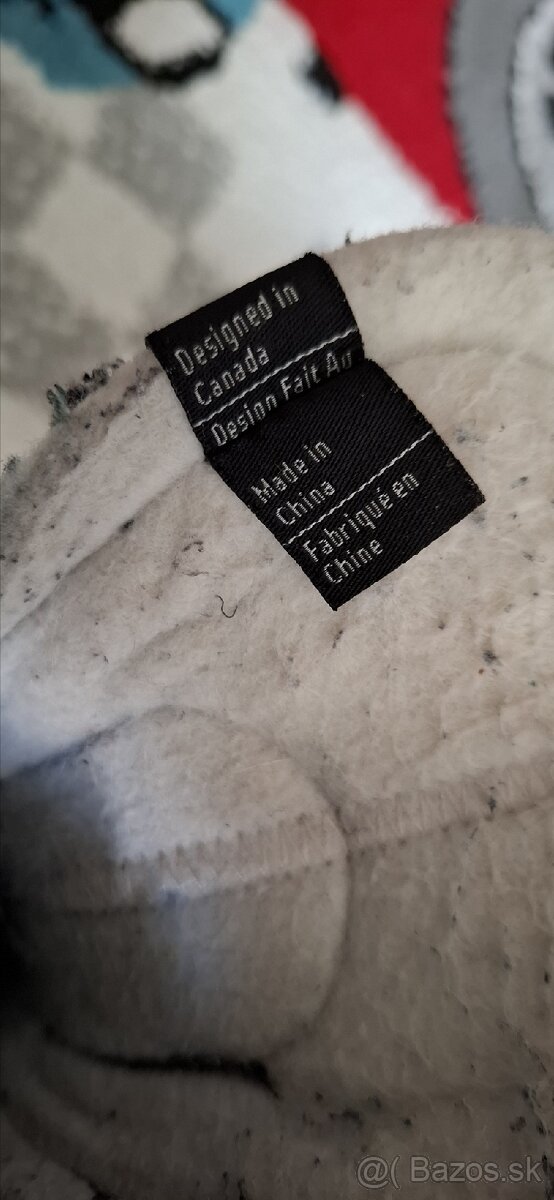 Designed in
Canada
Design Fait Au
Made in
China
Fabriqué en
Chine
@( Bazos.sk